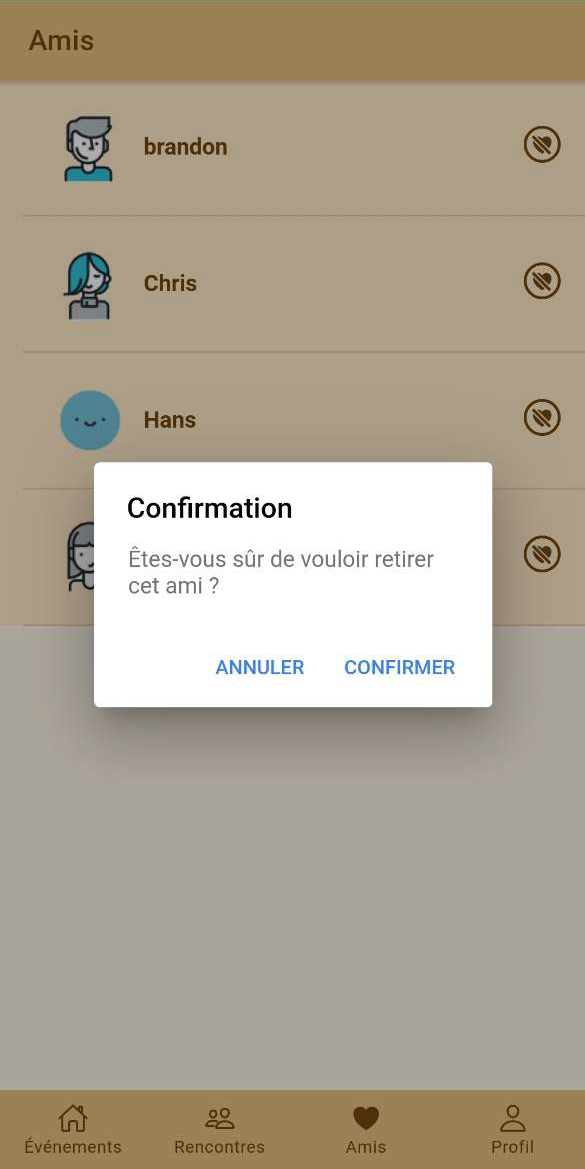 Amis
brandon
Chris
Hans
Confirmation
Êtes-vous sûr de vouloir retirer
cet ami ?
ANNULER
CONFIRMER
Événements
Rencontres
Amis
Profil